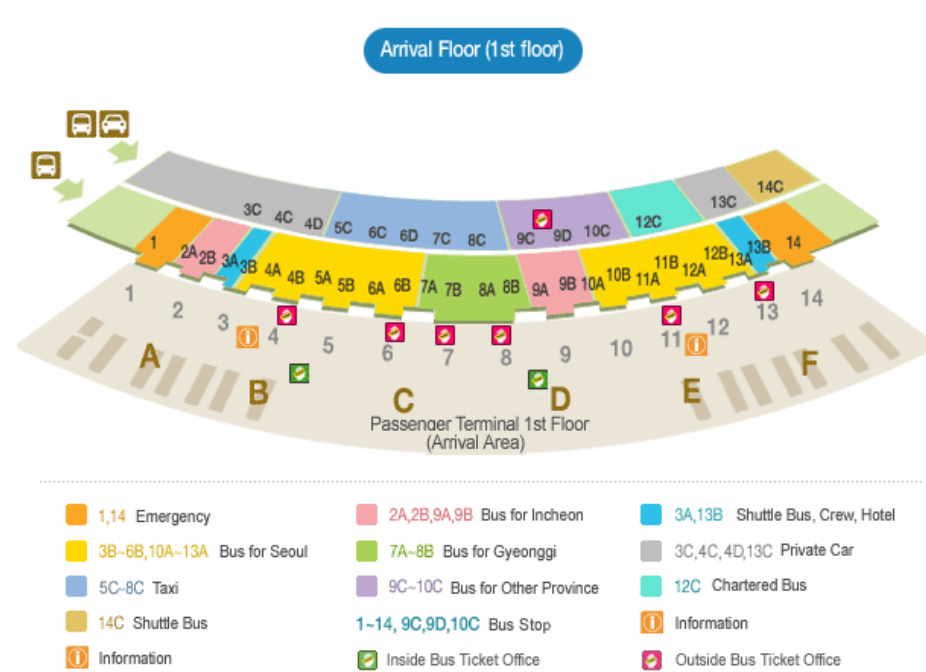 Arrival Floor (1st floor)
3C 4C 4D 5C 6C 6D 7C 8C 9C 9D 10C 12C 13C 14C
1 2A 2B 3A 3B 4A 4B 5A 5B 6A 6B 7A 7B 8A 8B 9A 9B 10A 10B 11A 11B 12A 12B 13A 13B 14
1 2 3 4 5 6 7 8 9 10 11 12 13 14
A B C D E F
Passenger Terminal 1st Floor
(Arrival Area)
1,14 Emergency
2A,2B,9A,9B Bus for Incheon
3A,13B Shuttle Bus, Crew, Hotel
3B~6B,10A~13A Bus for Seoul
7A~8B Bus for Gyeonggi
3C,4C,4D,13C Private Car
5C~8C Taxi
9C~10C Bus for Other Province
12C Chartered Bus
14C Shuttle Bus
1~14, 9C,9D,10C Bus Stop
Information
Information
Inside Bus Ticket Office
Outside Bus Ticket Office